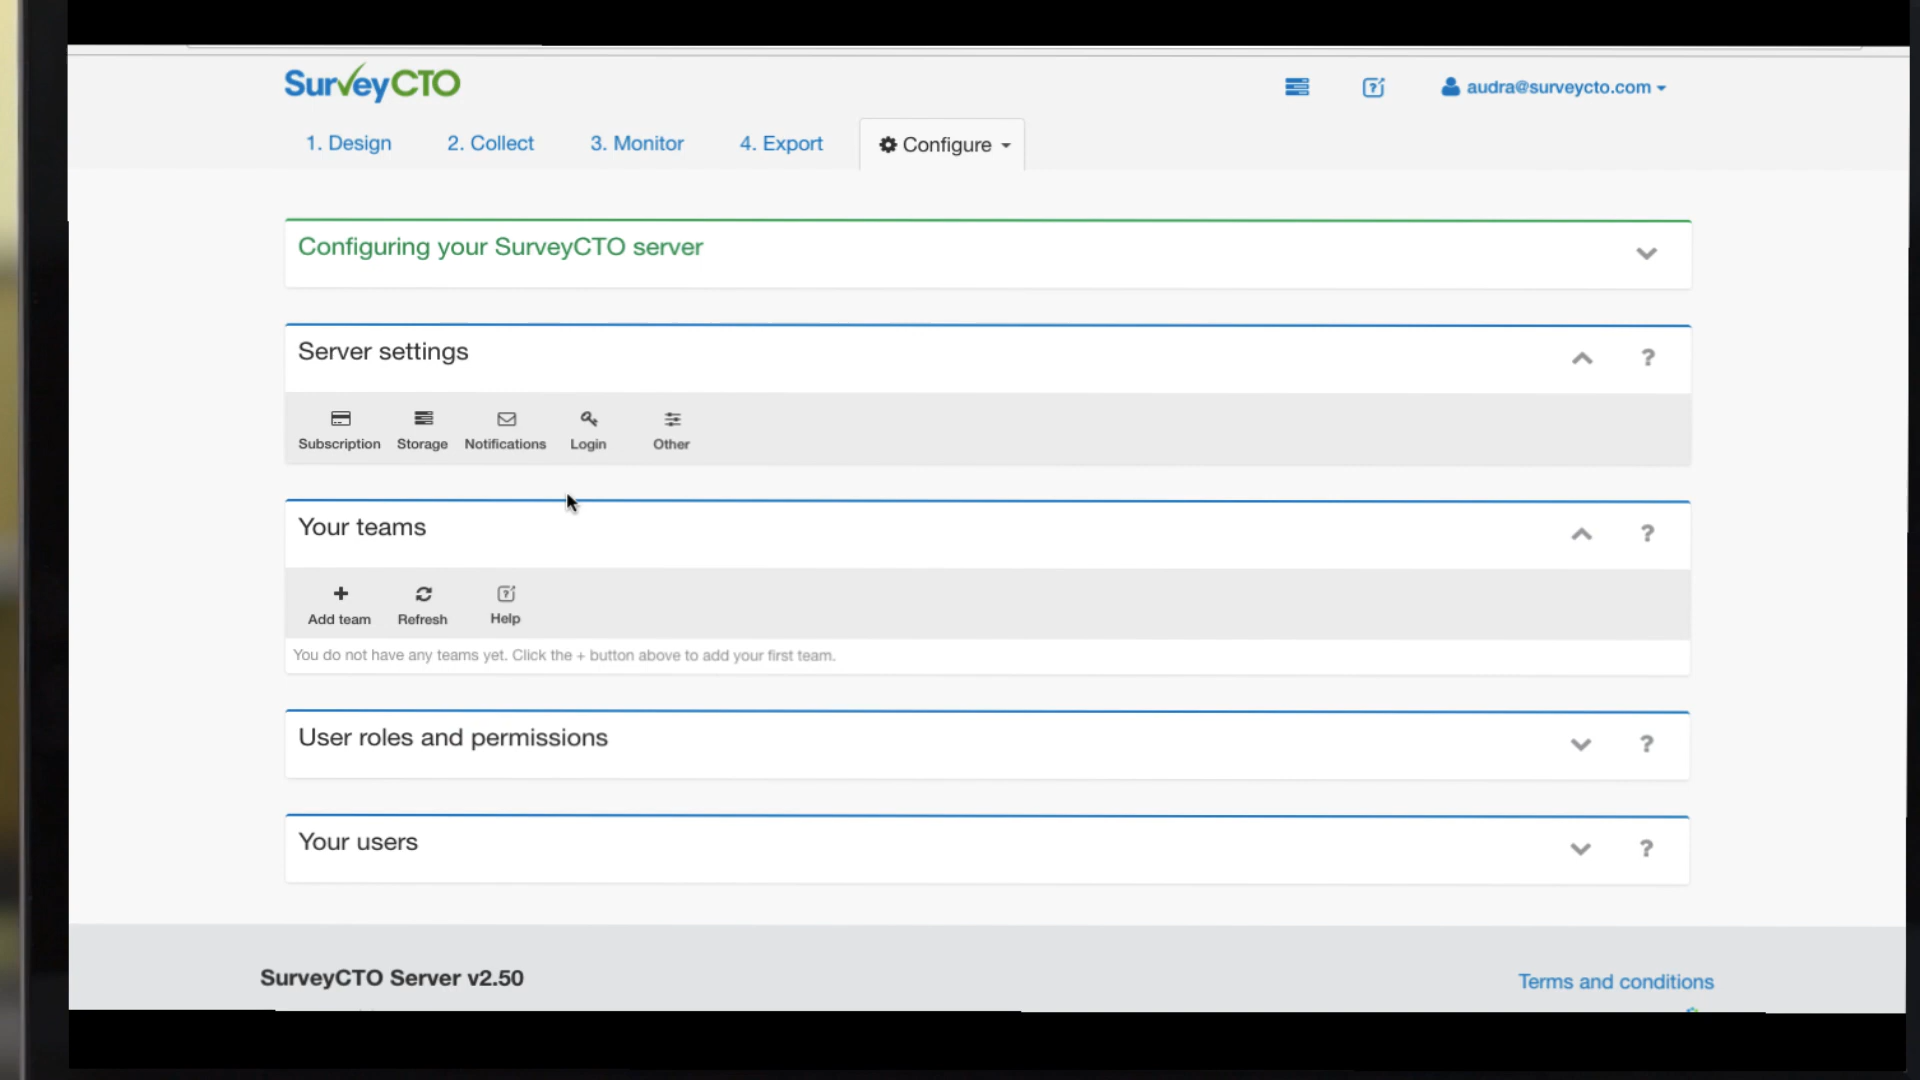 SurveyCTO
audra@surveycto.com
1. Design 2. Collect 3. Monitor 4. Export Configure
Configuring your SurveyCTO server
Server settings
?
Subscription Storage Notifications Login Other
Your teams
?
Add team Refresh Help
You do not have any teams yet. Click the + button above to add your first team.
User roles and permissions
?
Your users
?
SurveyCTO Server v2.50
Terms and conditions